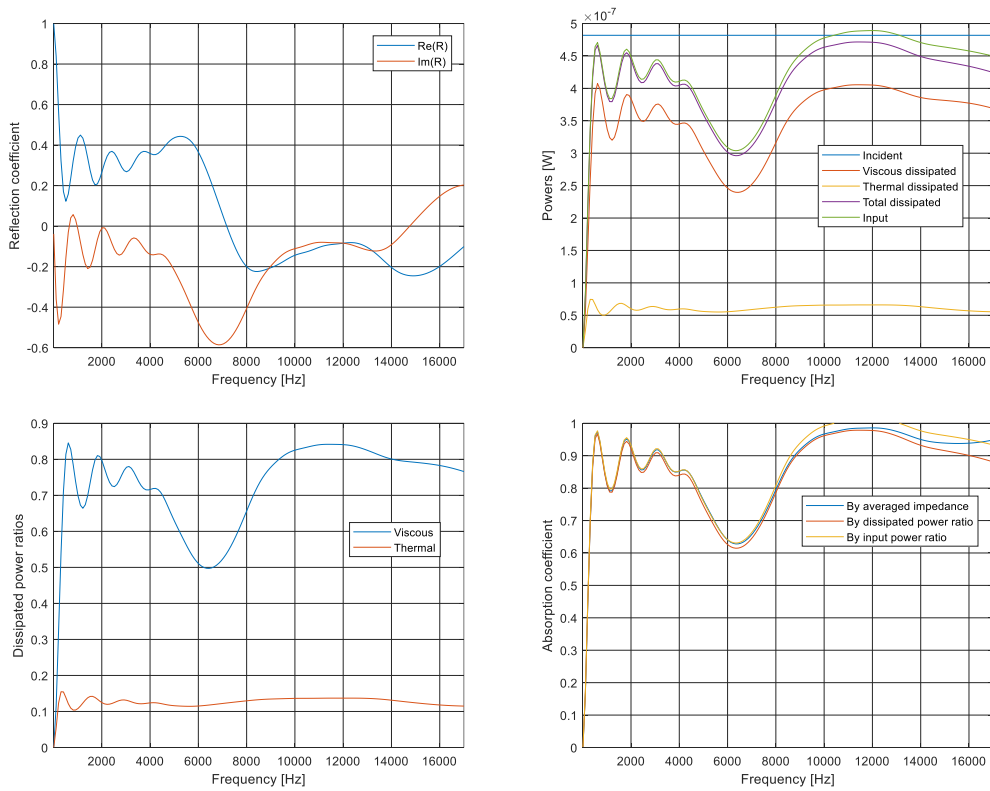 1
0.8
0.6
0.4
0.2
0
-0.2
-0.4
-0.6
2000 4000 6000 8000 10000 12000 14000 16000
Frequency [Hz]
Reflection coefficient
Re(R)
Im(R)
×10-7
5
4.5
4
3.5
3
2.5
2
1.5
1
0.5
0
2000 4000 6000 8000 10000 12000 14000 16000
Frequency [Hz]
Powers [W]
Incident
Viscous dissipated
Thermal dissipated
Total dissipated
Input
0.9
0.8
0.7
0.6
0.5
0.4
0.3
0.2
0.1
0
2000 4000 6000 8000 10000 12000 14000 16000
Frequency [Hz]
Dissipated power ratios
Viscous
Thermal
1
0.9
0.8
0.7
0.6
0.5
0.4
0.3
0.2
0.1
0
2000 4000 6000 8000 10000 12000 14000 16000
Frequency [Hz]
Absorption coefficient
By averaged impedance
By dissipated power ratio
By input power ratio